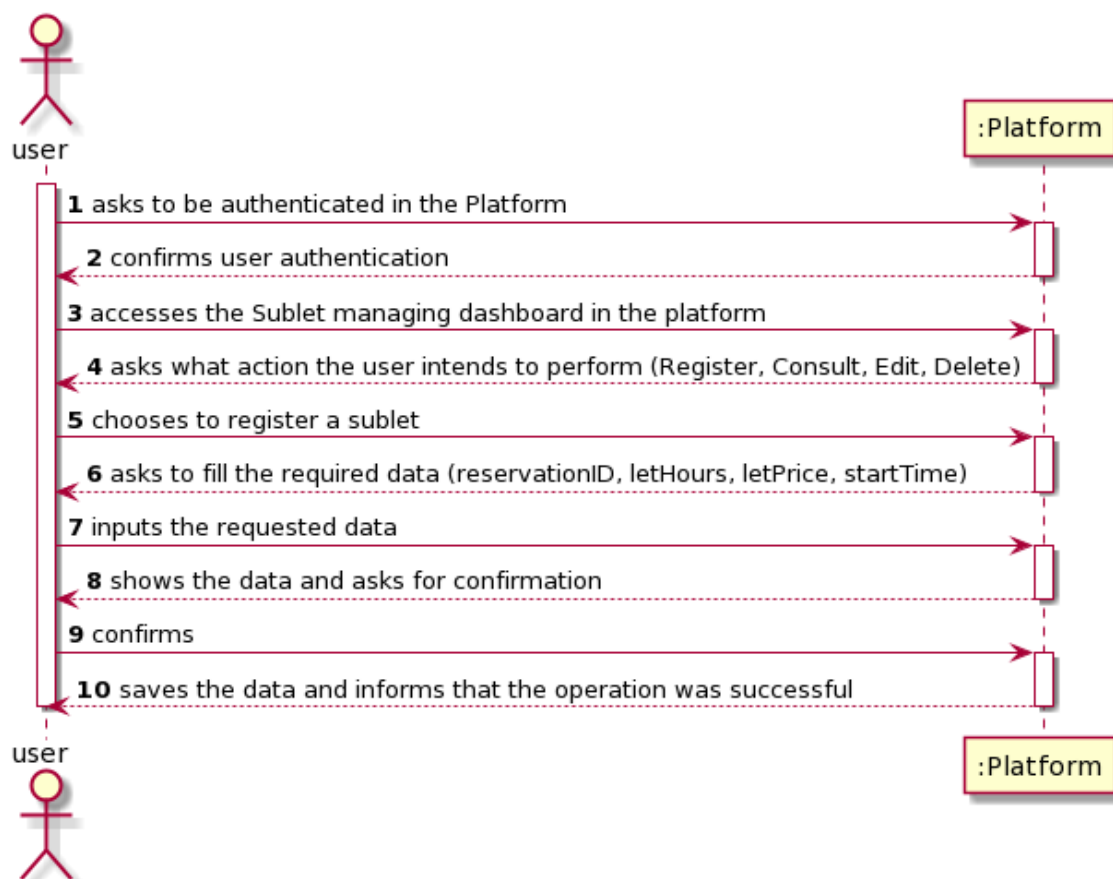 user
:Platform
1 asks to be authenticated in the Platform
2 confirms user authentication
3 accesses the Sublet managing dashboard in the platform
4 asks what action the user intends to perform (Register, Consult, Edit, Delete)
5 chooses to register a sublet
6 asks to fill the required data (reservationID, letHours, letPrice, startTime)
7 inputs the requested data
8 shows the data and asks for confirmation
9 confirms
10 saves the data and informs that the operation was successful
user
:Platform